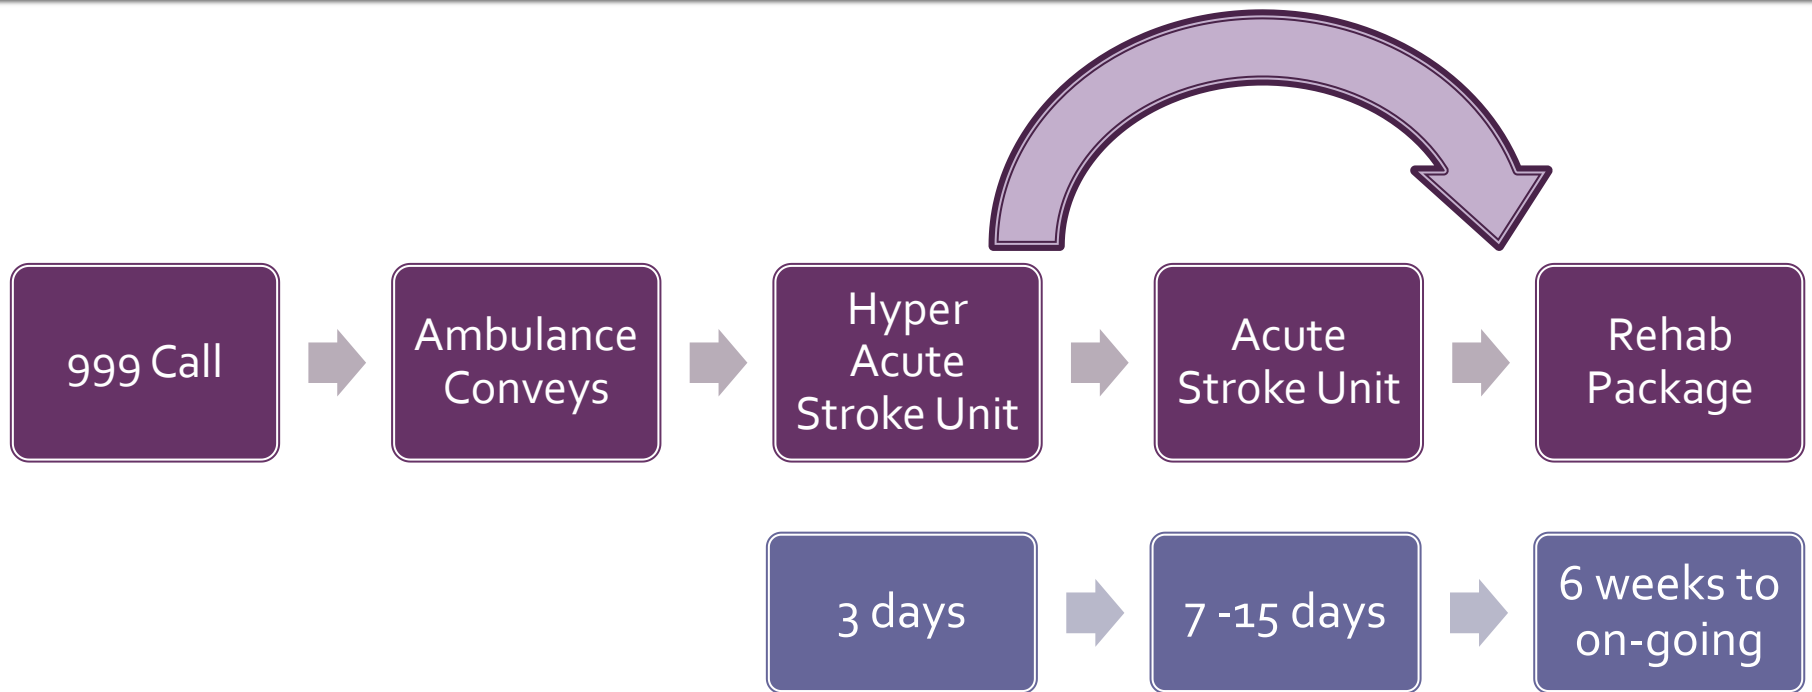 999 Call
Ambulance
Conveys
Hyper
Acute
Stroke Unit
Acute
Stroke Unit
Rehab
Package
3 days
7 -15 days
6 weeks to
on-going